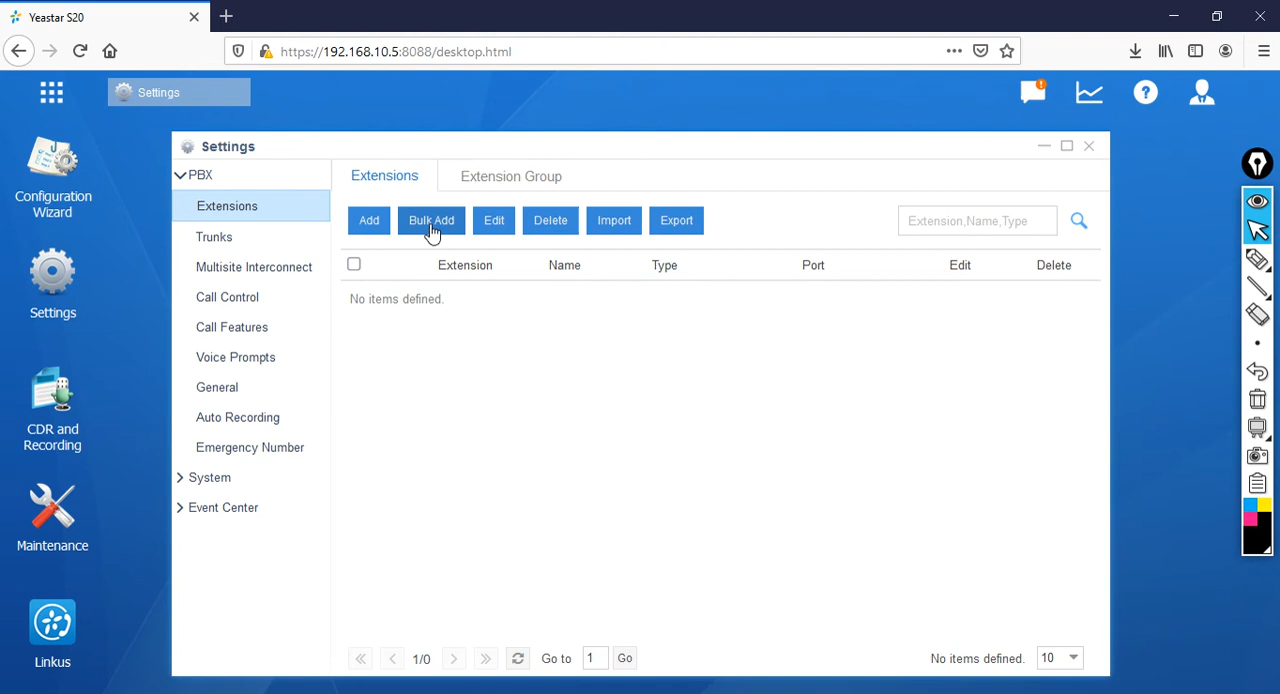 Yeastar S20
https://192.168.10.5:8088/desktop.html
Settings
Configuration
Wizard
Settings
CDR and
Recording
Maintenance
Linkus
Settings
PBX
Extensions
Trunks
Multisite Interconnect
Call Control
Call Features
Voice Prompts
General
Auto Recording
Emergency Number
System
Event Center
Extensions
Extension Group
Add
Bulk Add
Edit
Delete
Import
Export
Extension,Name,Type
Extension Name Type Port Edit Delete
No items defined.
1/0
Go to 1 Go
No items defined. 10